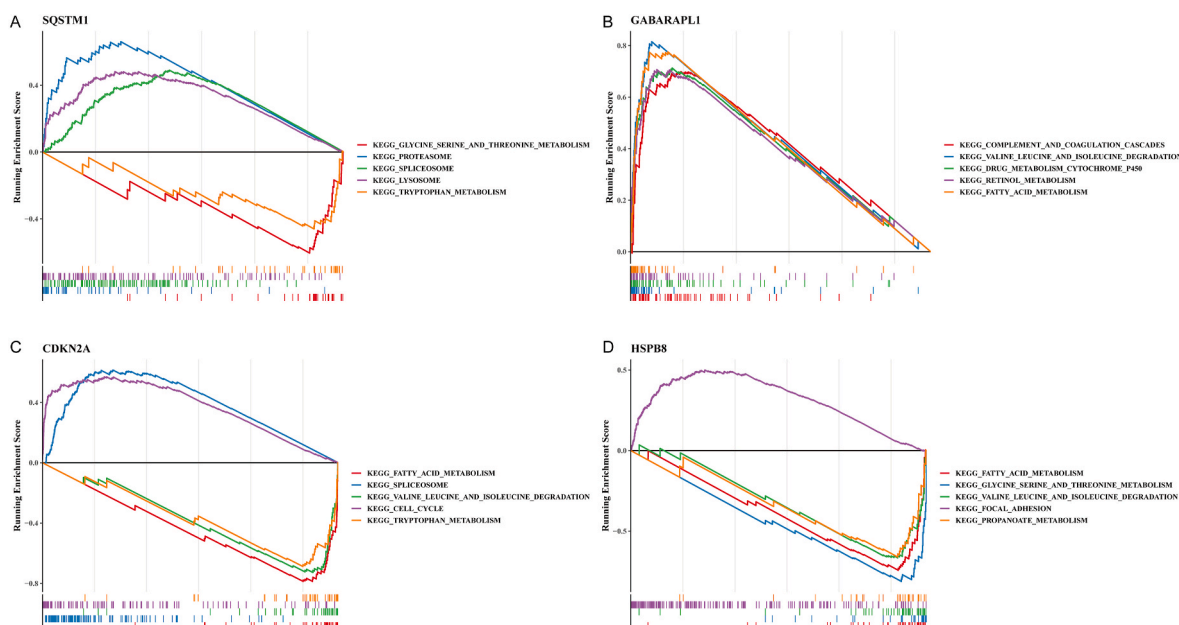 A
SQSTM1
Running Enrichment Score
0.4
0.0
−0.4
KEGG_GLYCINE_SERINE_AND_THREONINE_METABOLISM
KEGG_PROTEASOME
KEGG_SPLICEOSOME
KEGG_LYSOSOME
KEGG_TRYPTOPHAN_METABOLISM
B
GABARAPL1
Running Enrichment Score
0.8
0.6
0.4
0.2
0.0
KEGG_COMPLEMENT_AND_COAGULATION_CASCADES
KEGG_VALINE_LEUCINE_AND_ISOLEUCINE_DEGRADATION
KEGG_DRUG_METABOLISM_CYTOCHROME_P450
KEGG_RETINOL_METABOLISM
KEGG_FATTY_ACID_METABOLISM
C
CDKN2A
Running Enrichment Score
0.4
0.0
−0.4
−0.8
KEGG_FATTY_ACID_METABOLISM
KEGG_SPLICEOSOME
KEGG_VALINE_LEUCINE_AND_ISOLEUCINE_DEGRADATION
KEGG_CELL_CYCLE
KEGG_TRYPTOPHAN_METABOLISM
D
HSPB8
Running Enrichment Score
0.5
0.0
−0.5
KEGG_FATTY_ACID_METABOLISM
KEGG_GLYCINE_SERINE_AND_THREONINE_METABOLISM
KEGG_VALINE_LEUCINE_AND_ISOLEUCINE_DEGRADATION
KEGG_FOCAL_ADHESION
KEGG_PROPANOATE_METABOLISM